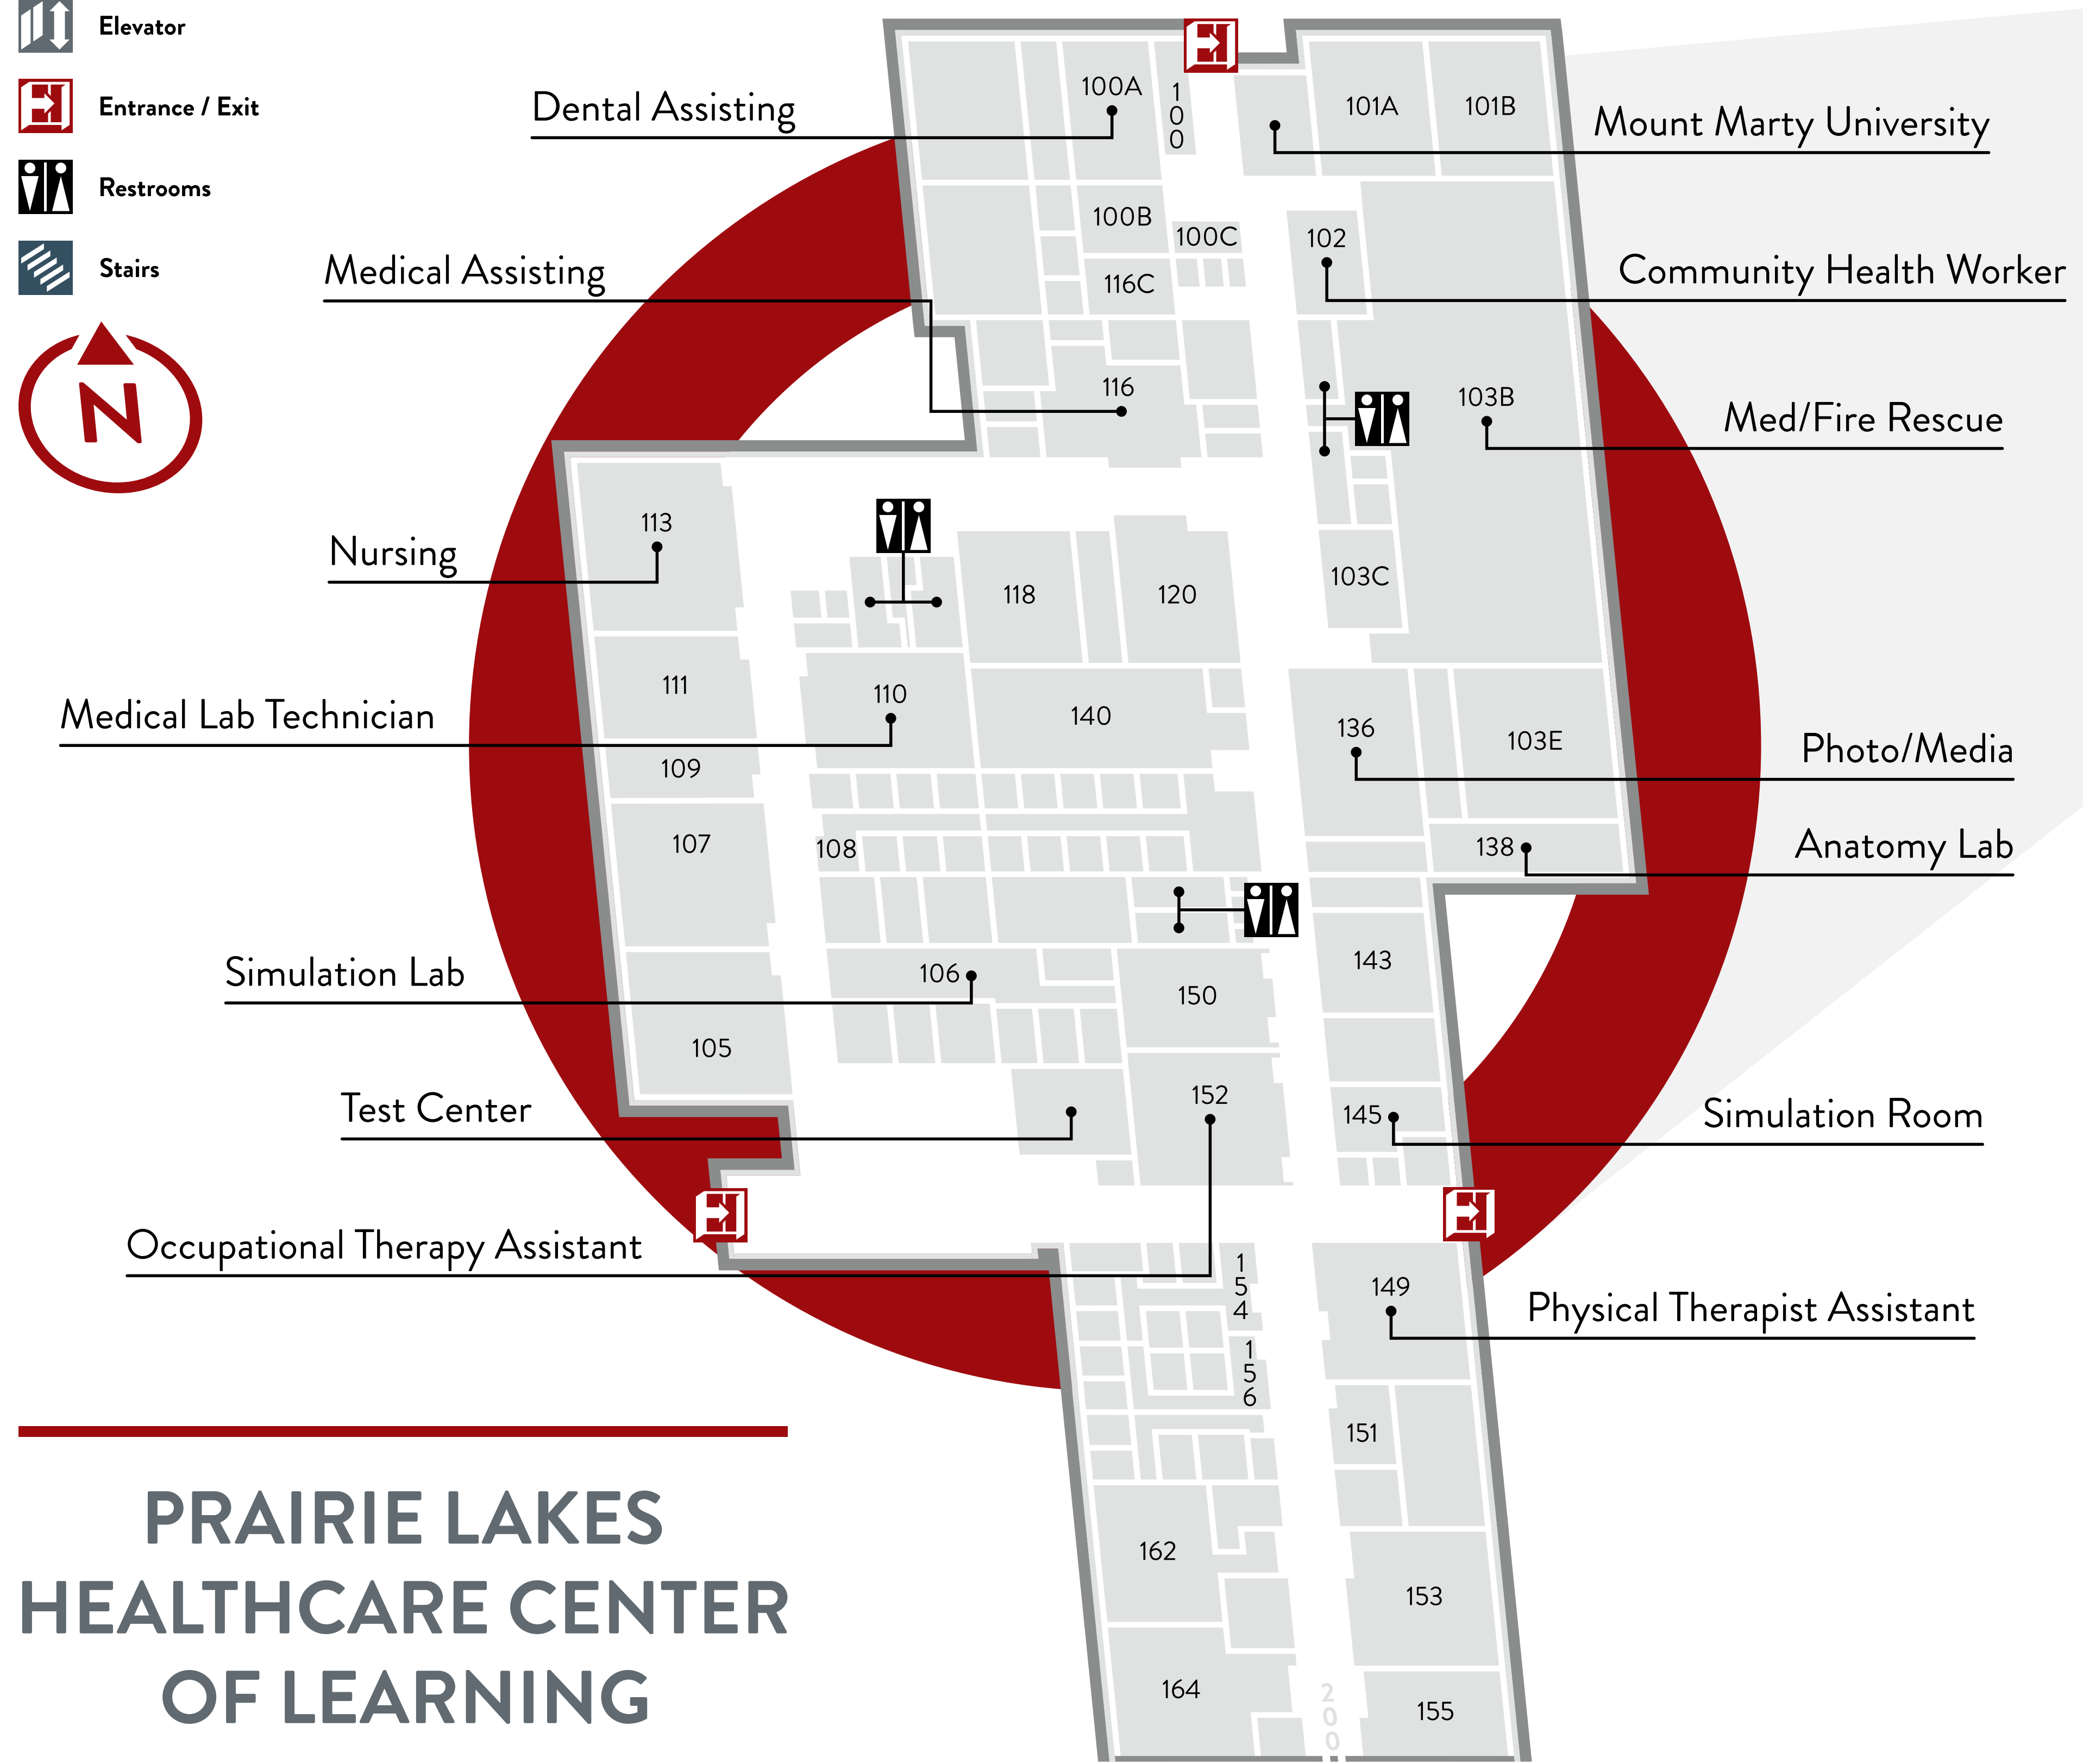 Elevator
Entrance / Exit
Restrooms
Stairs
N
Dental Assisting
Medical Assisting
Nursing
Medical Lab Technician
Simulation Lab
Test Center
Occupational Therapy Assistant
Mount Marty University
Community Health Worker
Med/Fire Rescue
Photo/Media
Anatomy Lab
Simulation Room
Physical Therapist Assistant
100A
100
101A
101B
100B
100C
102
116C
116
103B
113
118
120
103C
111
110
140
136
103E
109
107
108
138
106
150
143
105
152
145
154
149
156
151
162
153
164
200
155
PRAIRIE LAKES
HEALTHCARE CENTER
OF LEARNING